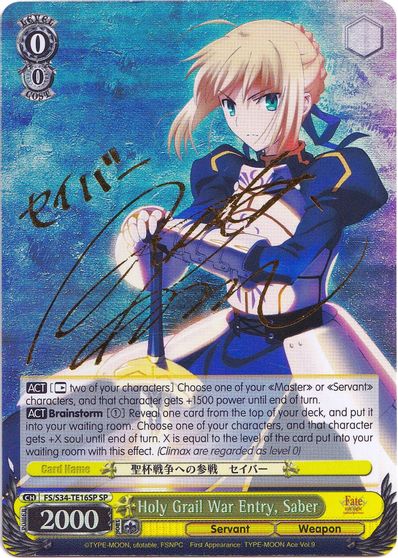 LEVEL
0
0
COST
セイバー
ACT [two of your characters] Choose one of your «Master» or «Servant»
characters, and that character gets +1500 power until end of turn.
ACT Brainstorm [①] Reveal one card from the top of your deck, and put it
into your waiting room. Choose one of your characters, and that character
gets +X soul until end of turn. X is equal to the level of the card put into
your waiting room with this effect. (Climax are regarded as level 0)
Card Name
聖杯戦争への参戦 セイバー
CH FS/S34-TE16SP SP
Holy Grail War Entry, Saber
Fate
2000
Servant
Weapon
©TYPE-MOON, ufotable, FSNPC First Appearance: TYPE-MOON Ace Vol 9